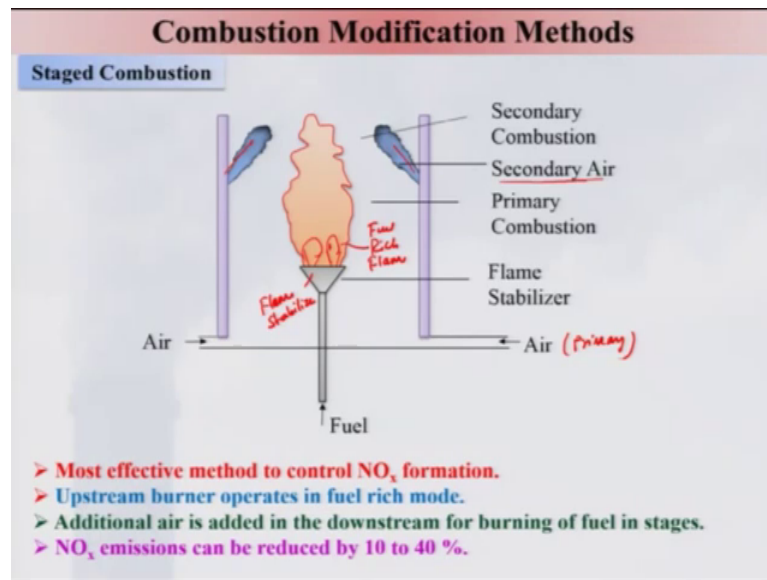 Combustion Modification Methods
Staged Combustion
Secondary
Combustion
Secondary Air
Primary
Combustion
Fuel
Rich
Flame
Flame
Stabilizer
Flame
Stabilizer
Air
Air (Primary)
Fuel
➢ Most effective method to control NOₓ formation.
➢ Upstream burner operates in fuel rich mode.
➢ Additional air is added in the downstream for burning of fuel in stages.
➢ NOₓ emissions can be reduced by 10 to 40 %.